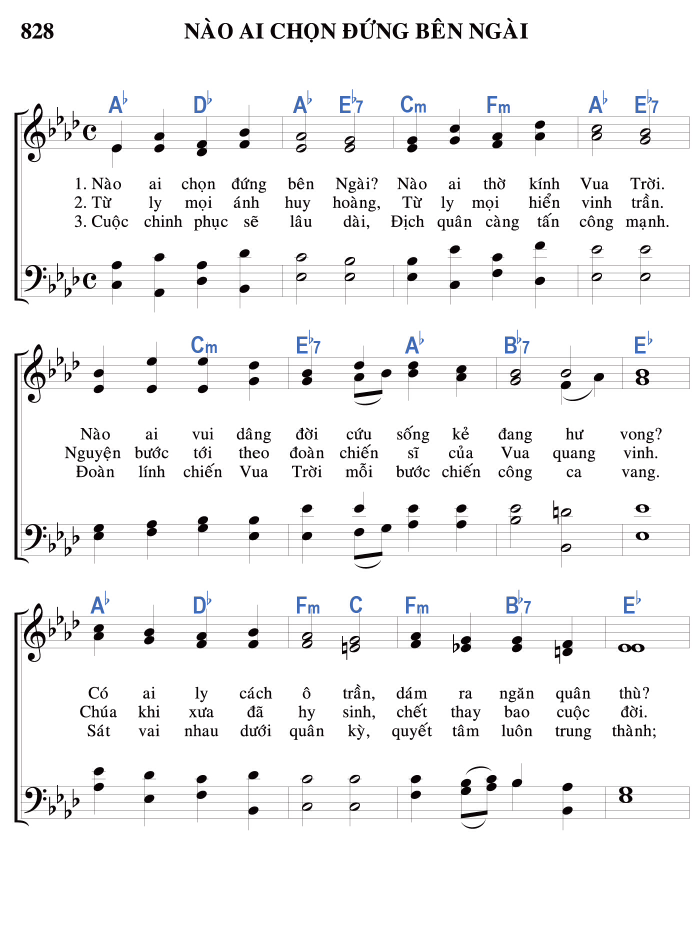 828 NÀO AI CHỌN ĐỨNG BÊN NGÀI
A♭ D♭ A♭ E♭7 Cm Fm A♭ E♭7
1. Nào ai chọn đứng bên Ngài? Nào ai thờ kính Vua Trời.
2. Từ ly mọi ánh huy hoàng, Từ ly mọi hiển vinh trần.
3. Cuộc chinh phục sẽ lâu dài, Địch quân càng tấn công mạnh.
Cm E♭7 A♭ B♭7 E♭
Nào ai vui dâng đời cứu sống kẻ đang hư vong?
Nguyện bước tới theo đoàn chiến sĩ của Vua quang vinh.
Đoàn lính chiến Vua Trời mỗi bước chiến công ca vang.
A♭ D♭ Fm C Fm B♭7 E♭
Có ai ly cách ô trần, dám ra ngăn quân thù?
Chúa khi xưa đã hy sinh, chết thay bao cuộc đời.
Sát vai nhau dưới quân kỳ, quyết tâm luôn trung thành;